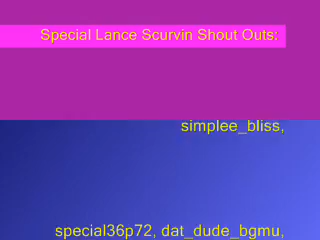 Special Lance Scurvin Shout Outs:
simplee_bliss,
special36p72, dat_dude_bgmu,